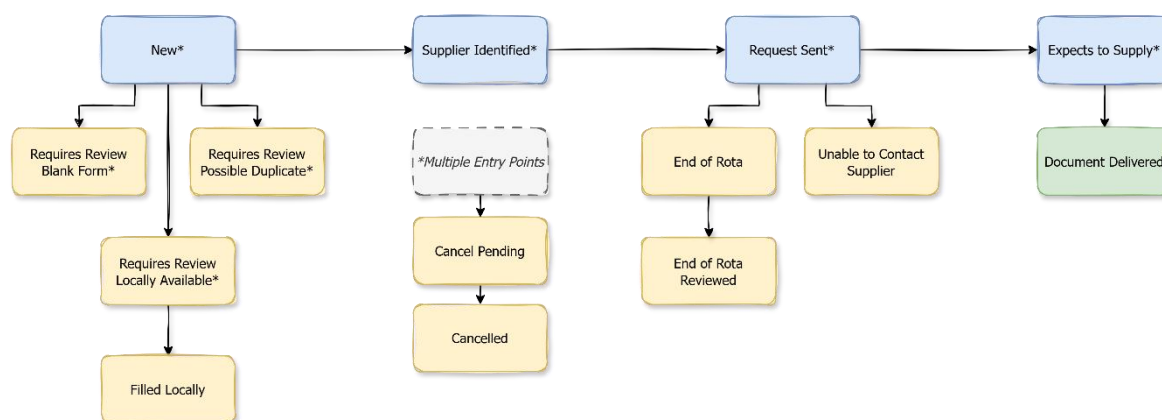 New*
Supplier Identified*
Request Sent*
Expects to Supply*
Requires Review
Blank Form*
Requires Review
Possible Duplicate*
*Multiple Entry Points
End of Rota
Unable to Contact
Supplier
Document Delivered
Requires Review
Locally Available*
Cancel Pending
End of Rota
Reviewed
Cancelled
Filled Locally